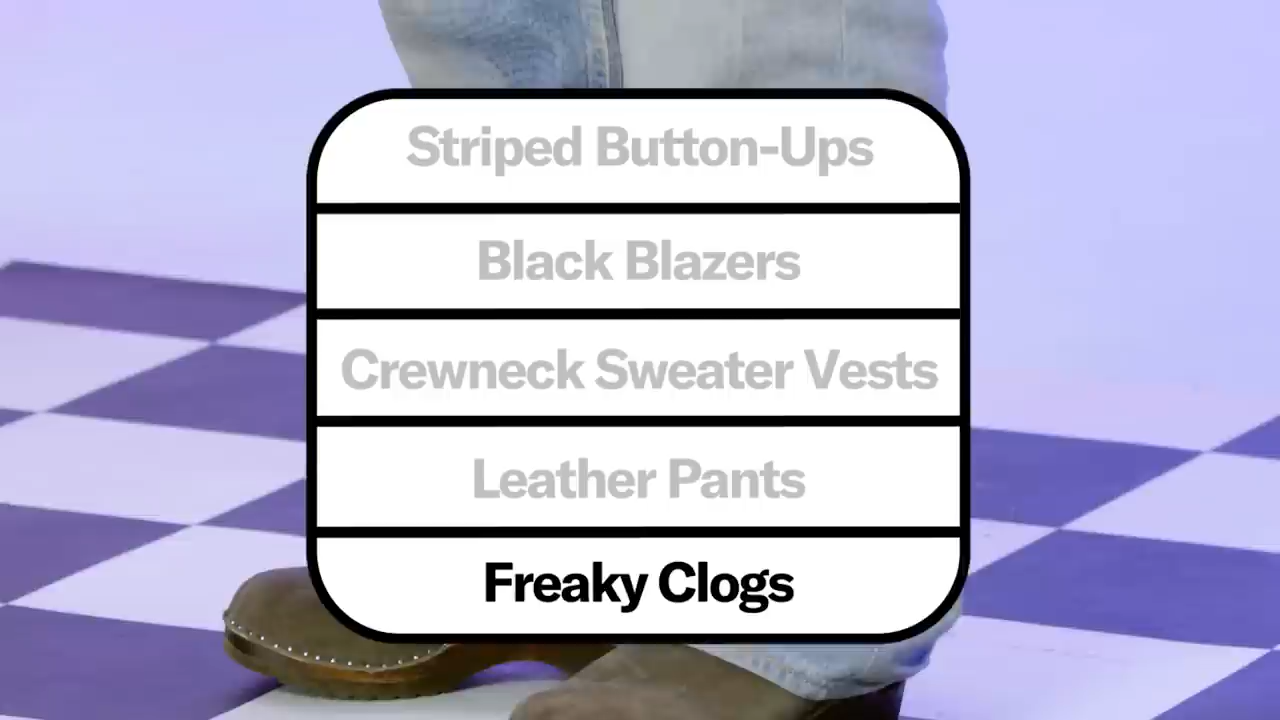 Striped Button-Ups
Black Blazers
Crewneck Sweater Vests
Leather Pants
Freaky Clogs